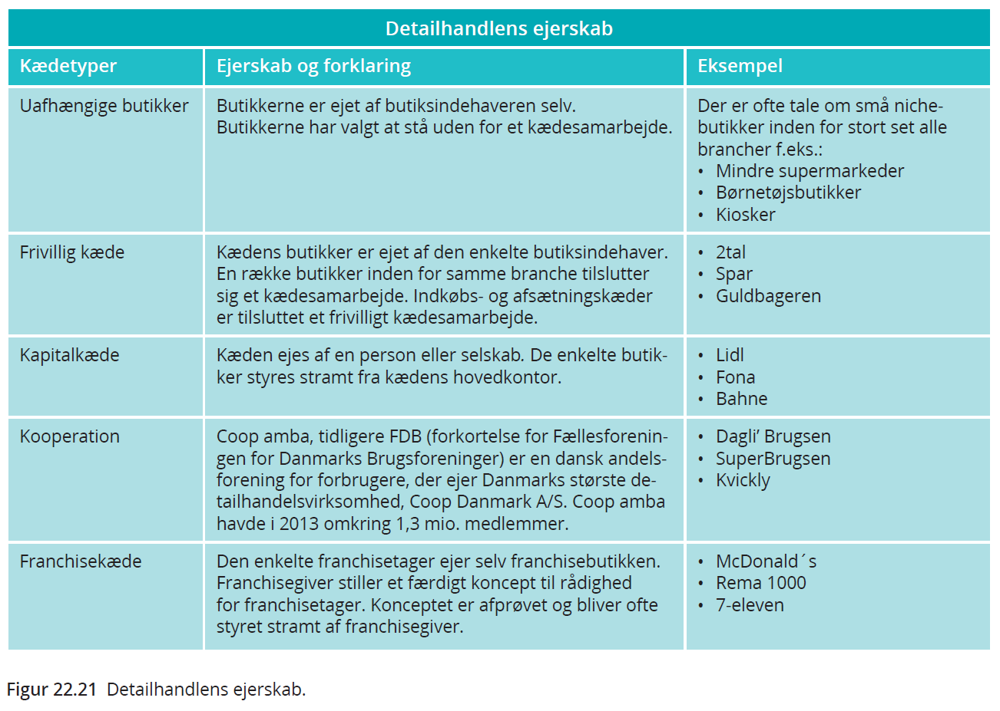 Detailhandlens ejerskab
Kædetyper
Ejerskab og forklaring
Eksempel
Uafhængige butikker
Butikkerne er ejet af butiksindehaveren selv.
Butikkerne har valgt at stå uden for et kædesamarbejde.
Der er ofte tale om små niche-
butikker inden for stort set alle
brancher f.eks.:
• Mindre supermarkeder
• Børnetøjsbutikker
• Kiosker
Frivillig kæde
Kædens butikker er ejet af den enkelte butiksindehaver.
En række butikker inden for samme branche tilslutter
sig et kædesamarbejde. Indkøbs- og afsætningskæder
er tilsluttet et frivilligt kædesamarbejde.
• 2tal
• Spar
• Guldbageren
Kapitalkæde
Kæden ejes af en person eller selskab. De enkelte butik-
ker styres stramt fra kædens hovedkontor.
• Lidl
• Fona
• Bahne
Kooperation
Coop amba, tidligere FDB (forkortelse for Fællesforenin-
gen for Danmarks Brugsforeninger) er en dansk andels-
forening for forbrugere, der ejer Danmarks største de-
tailhandelsvirksomhed, Coop Danmark A/S. Coop amba
havde i 2013 omkring 1,3 mio. medlemmer.
• Dagli’ Brugsen
• SuperBrugsen
• Kvickly
Franchisekæde
Den enkelte franchisetager ejer selv franchisebutikken.
Franchisegiver stiller et færdigt koncept til rådighed
for franchisetager. Konceptet er afprøvet og bliver ofte
styret stramt af franchisegiver.
• McDonald´s
• Rema 1000
• 7-eleven
Figur 22.21 Detailhandlens ejerskab.